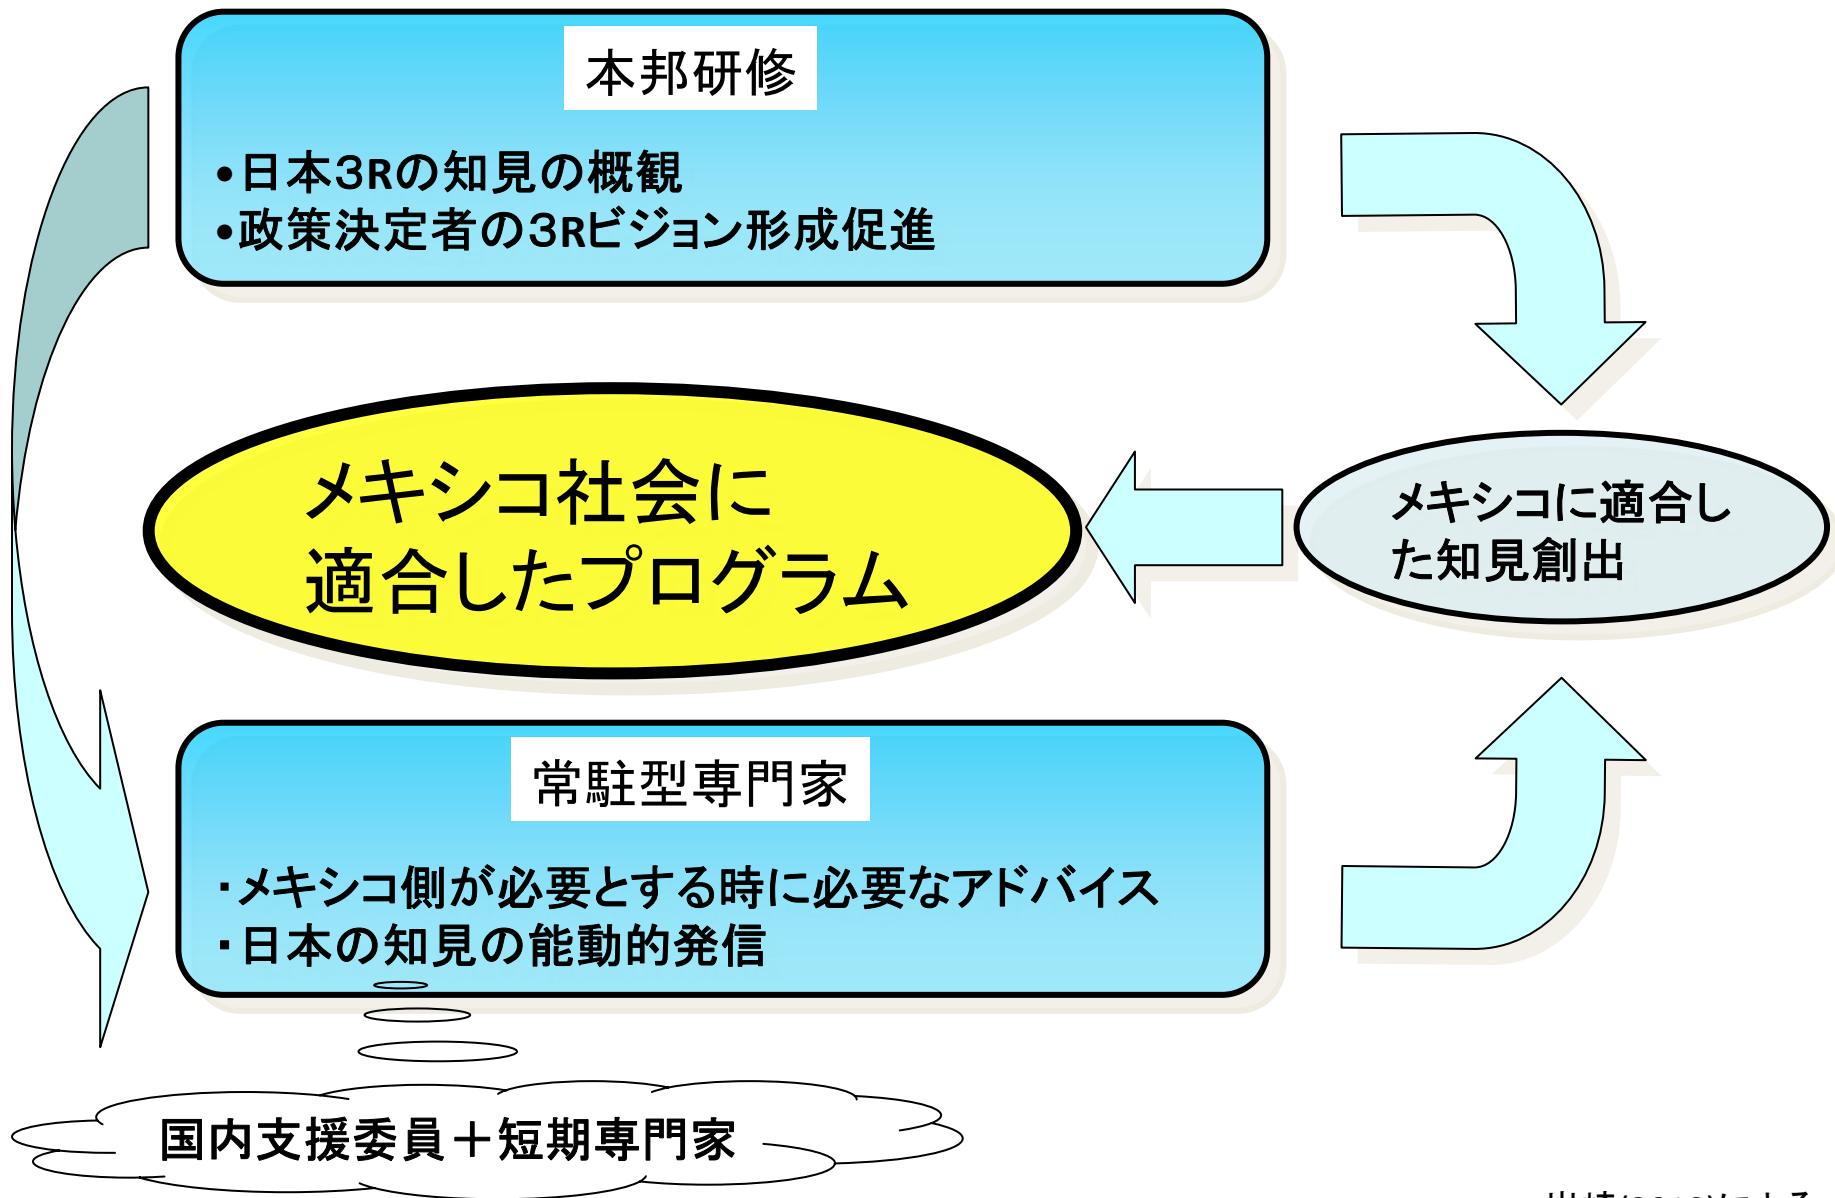 本邦研修
•日本３Rの知見の概観
•政策決定者の３Rビジョン形成促進
メキシコ社会に
適合したプログラム
メキシコに適合し
た知見創出
常駐型専門家
・メキシコ側が必要とする時に必要なアドバイス
・日本の知見の能動的発信
国内支援委員＋短期専門家